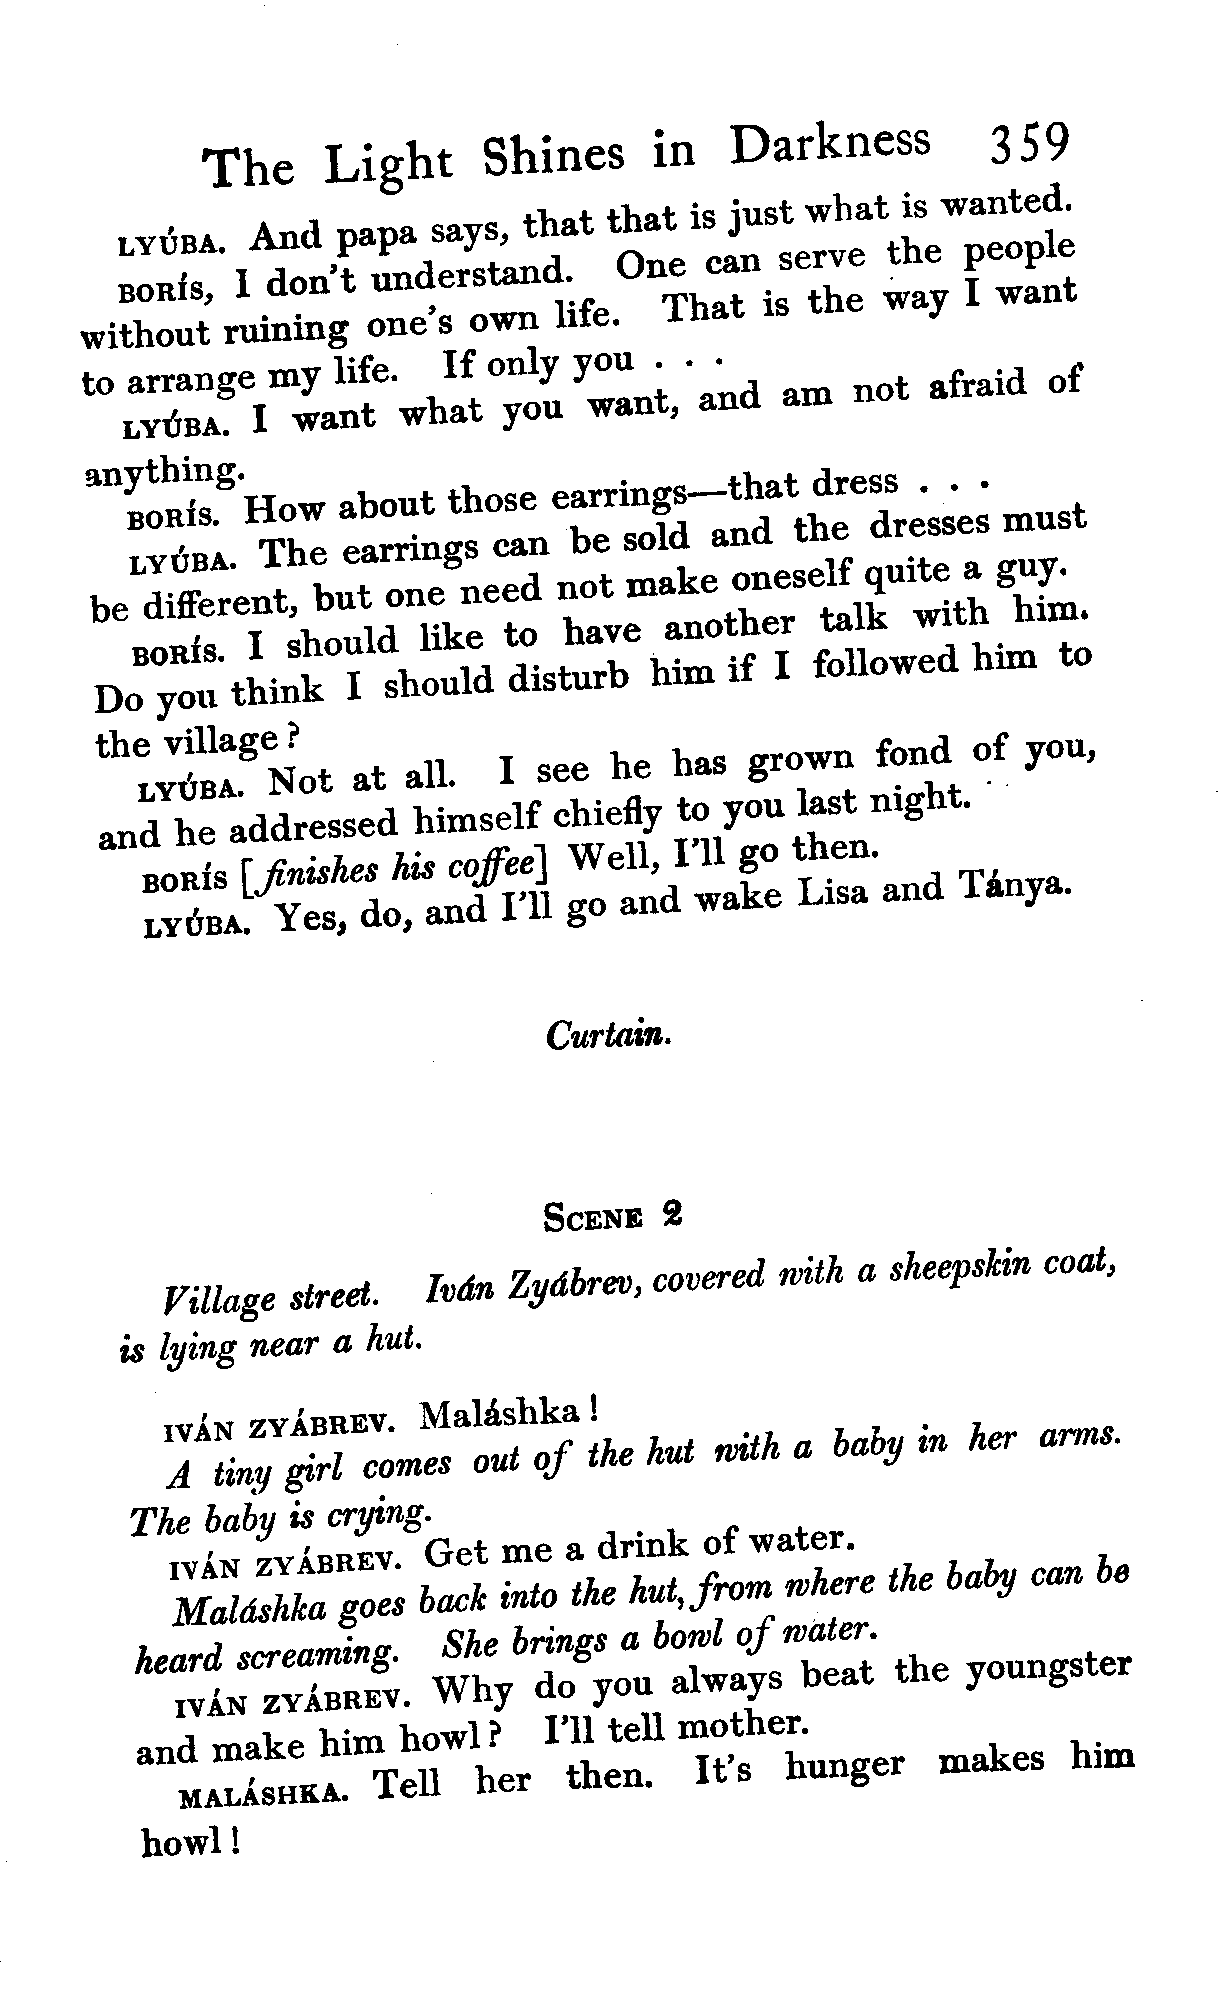 The Light Shines in Darkness 359
LYÚBA. And papa says, that that is just what is wanted.
BORÍS, I don't understand. One can serve the people
without ruining one's own life. That is the way I want
to arrange my life. If only you . . .
LYÚBA. I want what you want, and am not afraid of
anything.
BORÍS. How about those earrings—that dress . . .
LYÚBA. The earrings can be sold and the dresses must
be different, but one need not make oneself quite a guy.
BORÍS. I should like to have another talk with him.
Do you think I should disturb him if I followed him to
the village?
LYÚBA. Not at all. I see he has grown fond of you,
and he addressed himself chiefly to you last night.
BORÍS [finishes his coffee] Well, I'll go then.
LYÚBA. Yes, do, and I'll go and wake Lisa and Tánya.
Curtain.
SCENE 2
Village street. Iván Zyábrev, covered with a sheepskin coat,
is lying near a hut.
IVÁN ZYÁBREV. Maláshka!
A tiny girl comes out of the hut with a baby in her arms.
The baby is crying.
IVÁN ZYÁBREV. Get me a drink of water.
Maláshka goes back into the hut, from where the baby can be
heard screaming. She brings a bowl of water.
IVÁN ZYÁBREV. Why do you always beat the youngster
and make him howl? I'll tell mother.
MALÁSHKA. Tell her then. It's hunger makes him
howl!